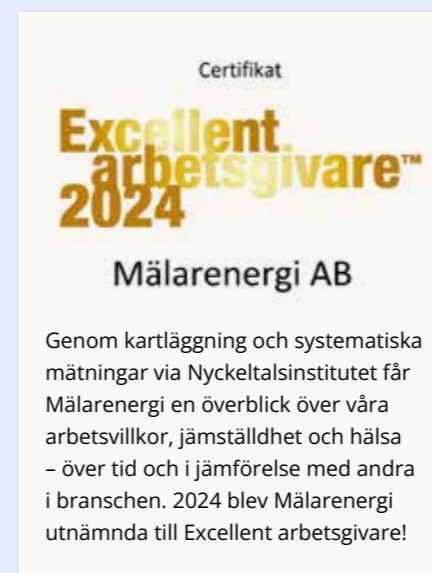 Certifikat
Excellent
arbetsgivare™
2024
Mälarenergi AB
Genom kartläggning och systematiska
mätningar via Nyckeltalsinstitutet får
Mälarenergi en överblick över våra
arbetsvillkor, jämställdhet och hälsa
– över tid och i jämförelse med andra
i branschen. 2024 blev Mälarenergi
utnämnda till Excellent arbetsgivare!